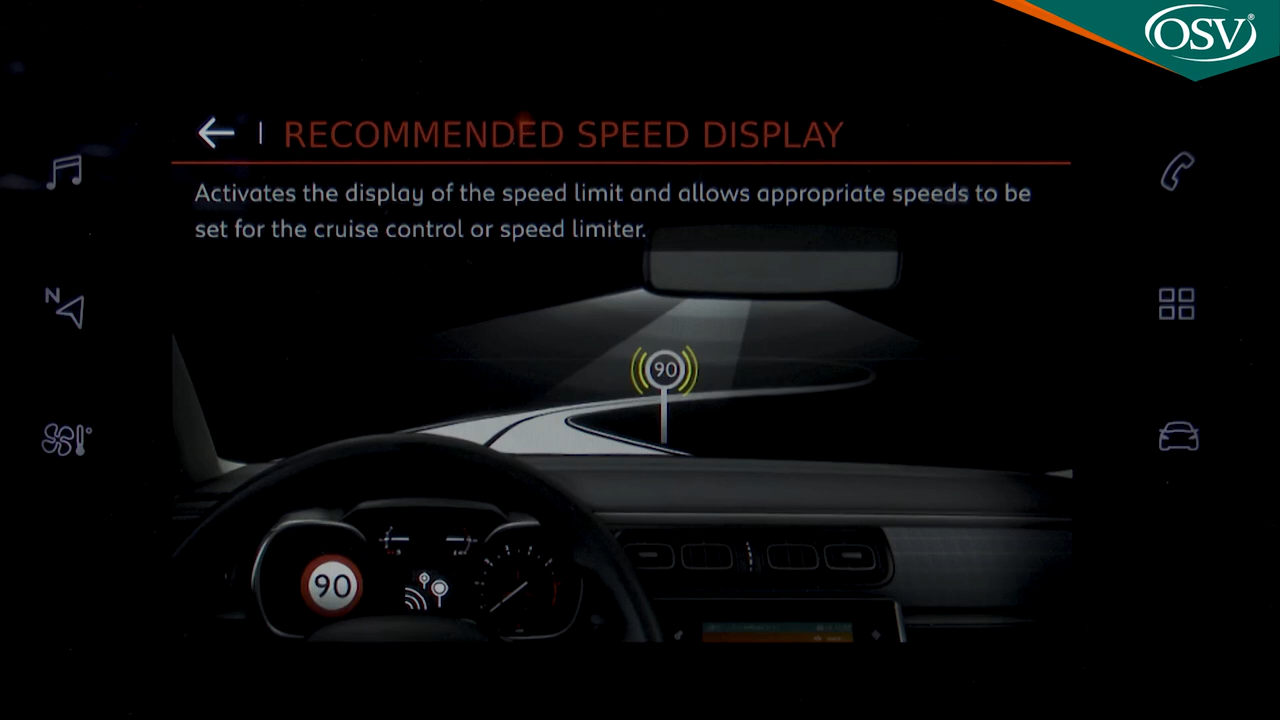 OSV®
RECOMMENDED SPEED DISPLAY
Activates the display of the speed limit and allows appropriate speeds to be
set for the cruise control or speed limiter.
N
90
90